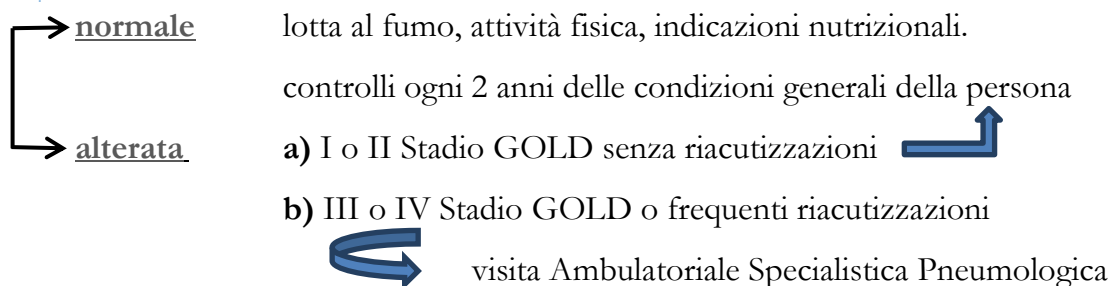 normale lotta al fumo, attività fisica, indicazioni nutrizionali.
controlli ogni 2 anni delle condizioni generali della persona
alterata a) I o II Stadio GOLD senza riacutizzazioni
b) III o IV Stadio GOLD o frequenti riacutizzazioni
visita Ambulatoriale Specialistica Pneumologica